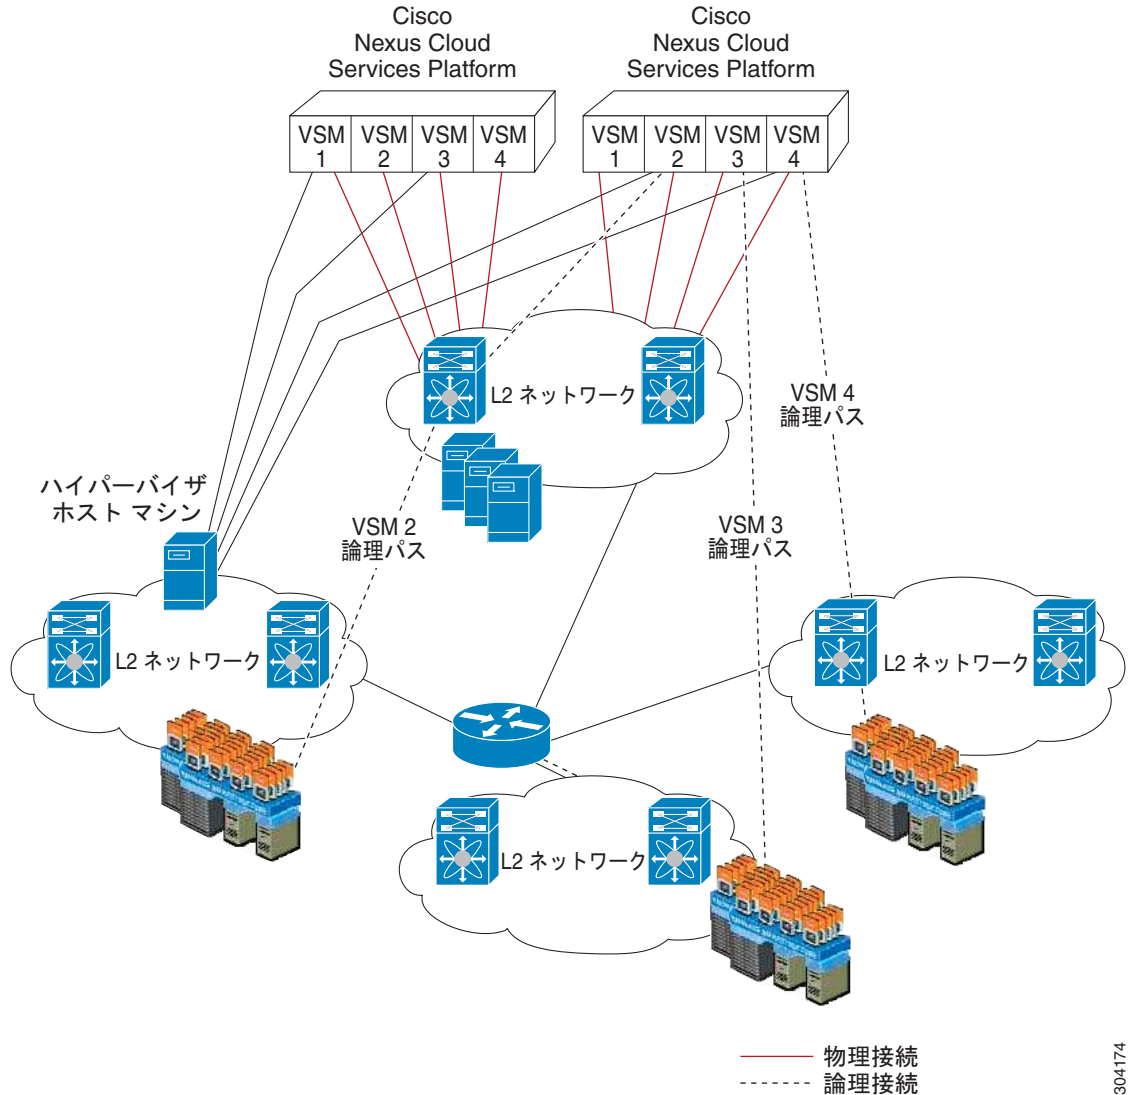 Cisco
Nexus Cloud
Services Platform
Cisco
Nexus Cloud
Services Platform
VSM
1
VSM
2
VSM
3
VSM
4
VSM
1
VSM
2
VSM
3
VSM
4
L2 ネットワーク
VSM 4
論理パス
ハイパーバイザ
ホスト マシン
VSM 2
論理パス
VSM 3
論理パス
L2 ネットワーク
L2 ネットワーク
L2 ネットワーク
物理接続
論理接続
304174